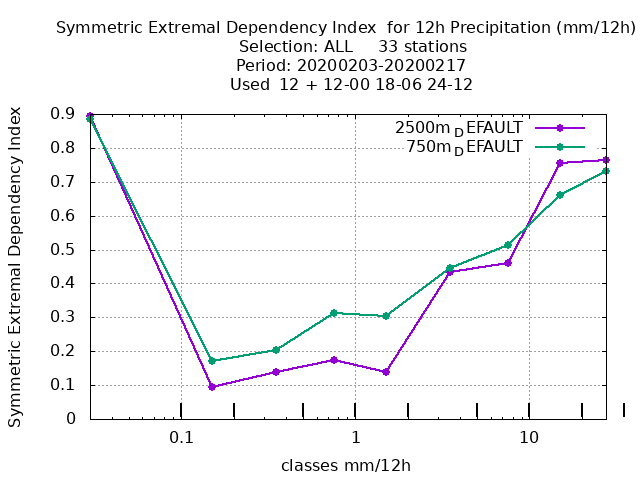 Symmetric Extremal Dependency Index  for 12h Precipitation (mm/12h)
Selection: ALL     33 stations
Period: 20200203-20200217
Used  12 + 12-00 18-06 24-12
Symmetric Extremal Dependency Index
0.9
0.8
0.7
0.6
0.5
0.4
0.3
0.2
0.1
0
2500m_DEFAULT
750m_DEFAULT
0.1 1 10
classes mm/12h